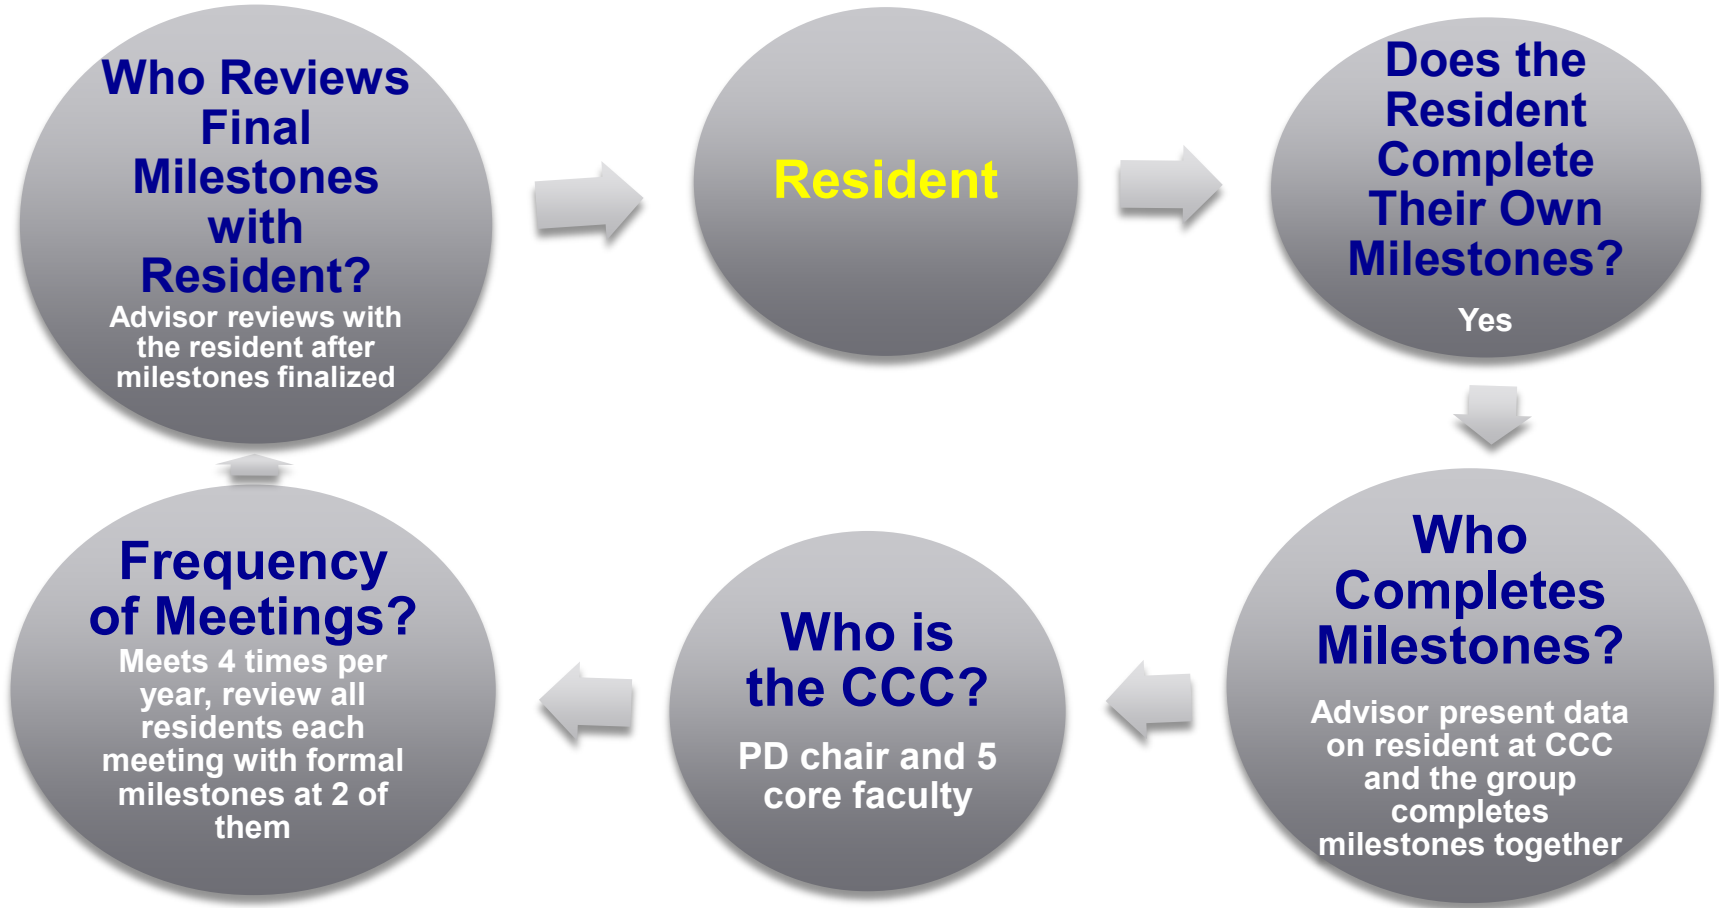 Who Reviews
Final
Milestones
with
Resident?
Advisor reviews with
the resident after
milestones finalized
Resident
Does the
Resident
Complete
Their Own
Milestones?
Yes
Who
Completes
Milestones?
Advisor present data
on resident at CCC
and the group
completes
milestones together
Who is
the CCC?
PD chair and 5
core faculty
Frequency
of Meetings?
Meets 4 times per
year, review all
residents each
meeting with formal
milestones at 2 of
them